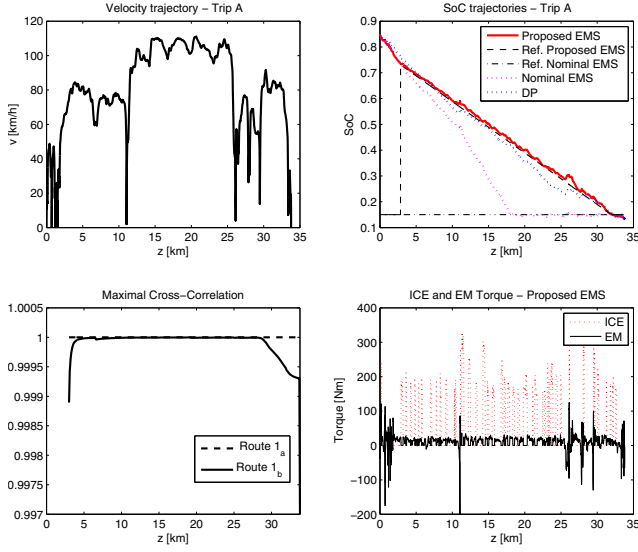 Velocity trajectory − Trip A
120
100
80
60
40
20
0
v [km/h]
0 5 10 15 20 25 30 35
z [km]
SoC trajectories − Trip A
0.9
0.8
0.7
0.6
0.5
0.4
0.3
0.2
0.1
SoC
Proposed EMS
Ref. Proposed EMS
Ref. Nominal EMS
Nominal EMS
DP
0 5 10 15 20 25 30 35
z [km]
Maximal Cross−Correlation
1.0005
1
0.9995
0.999
0.9985
0.998
0.9975
0.997
Route 1a
Route 1b
0 5 10 15 20 25 30
z [km]
ICE and EM Torque − Proposed EMS
400
300
200
100
0
−100
−200
Torque [Nm]
ICE
EM
0 5 10 15 20 25 30 35
z [km]